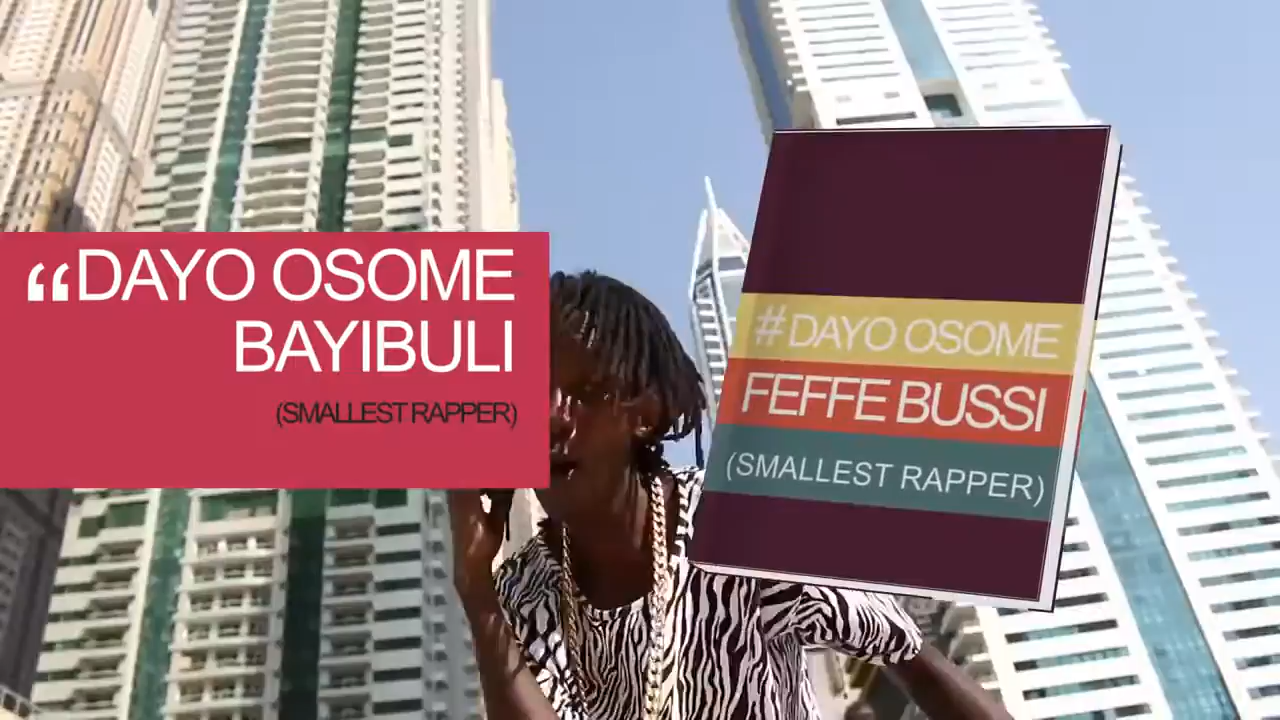 “DAYO OSOME
BAYIBULI
(SMALLEST RAPPER)
#DAYO OSOME
FEFFE BUSSI
(SMALLEST RAPPER)